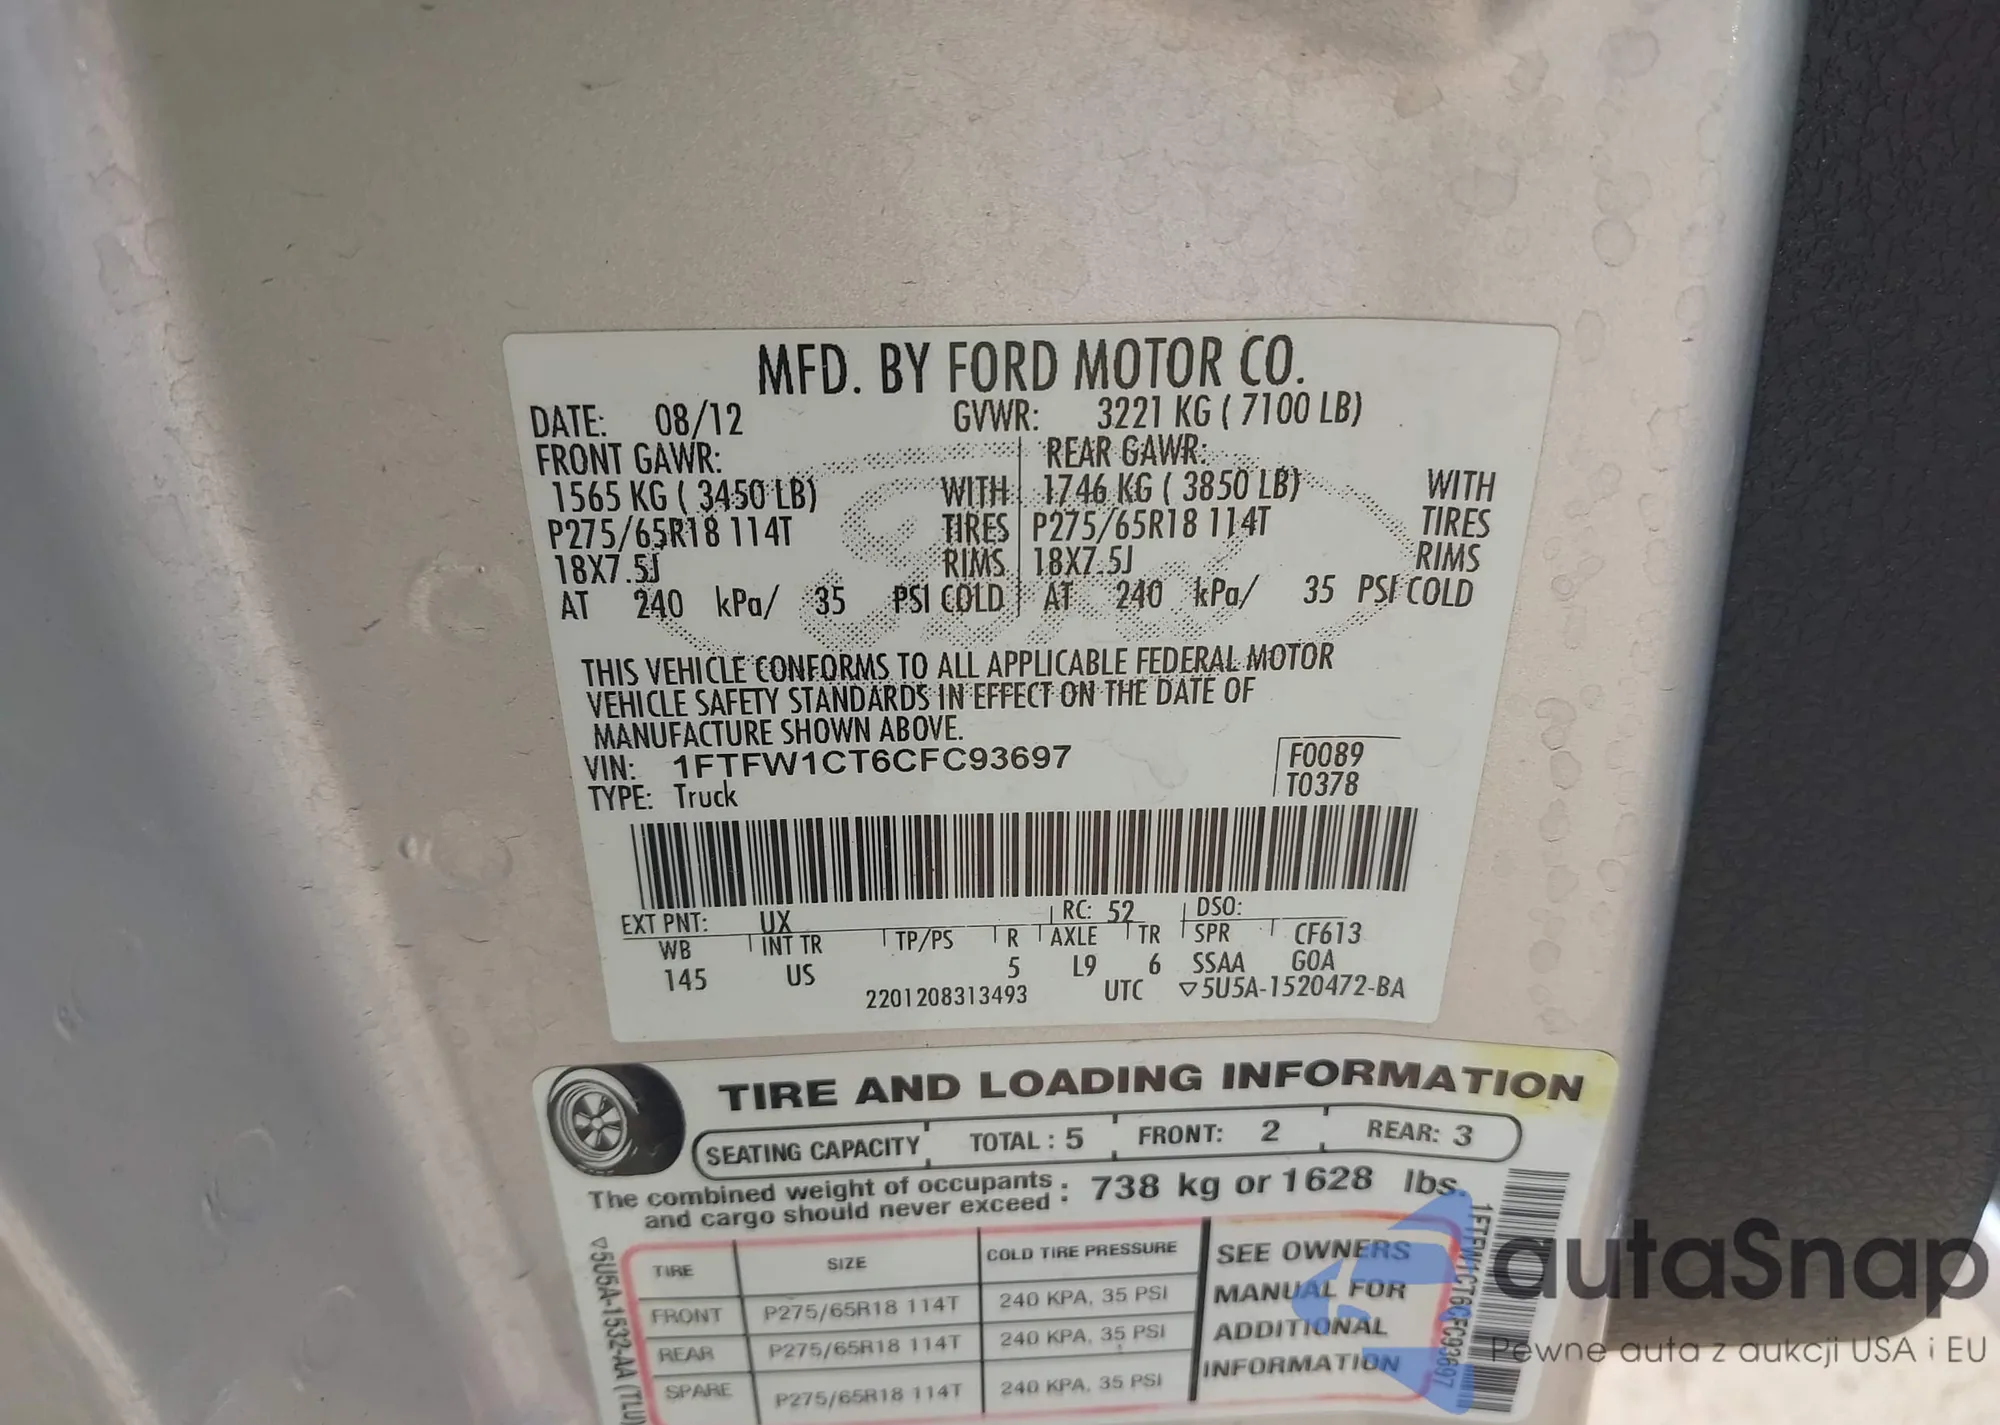 MFD. BY FORD MOTOR CO.
DATE: 08/12 GVWR: 3221 KG ( 7100 LB)
FRONT GAWR: REAR GAWR:
1565 KG ( 3450 LB) WITH 1746 KG ( 3850 LB) WITH
P275/65R18 114T TIRES P275/65R18 114T TIRES
18X7.5J RIMS 18X7.5J RIMS
AT 240 kPa/ 35 PSI COLD AT 240 kPa/ 35 PSI COLD
THIS VEHICLE CONFORMS TO ALL APPLICABLE FEDERAL MOTOR
VEHICLE SAFETY STANDARDS IN EFFECT ON THE DATE OF
MANUFACTURE SHOWN ABOVE.
VIN: 1FTFW1CT6CFC93697 F0089
TYPE: Truck T0378
EXT PNT: UX RC: 52 DSO:
WB INT TR TP/PS R AXLE TR SPR CF613
145 US 5 L9 6 SSAA GOA
2201208313493 UTC ▽5U5A-1520472-BA
TIRE AND LOADING INFORMATION
SEATING CAPACITY TOTAL : 5 FRONT: 2 REAR: 3
The combined weight of occupants
and cargo should never exceed : 738 kg or 1628 lbs.
TIRE SIZE COLD TIRE PRESSURE SEE OWNERS
FRONT P275/65R18 114T 240 KPA, 35 PSI MANUAL FOR
REAR P275/65R18 114T 240 KPA, 35 PSI ADDITIONAL
SPARE P275/65R18 114T 240 KPA, 35 PSI INFORMATION
▽5U5A-1532-AA (TLU)
1FTFW1CT6CFC93697
autaSnap
Pewne auta z aukcji USA i EU